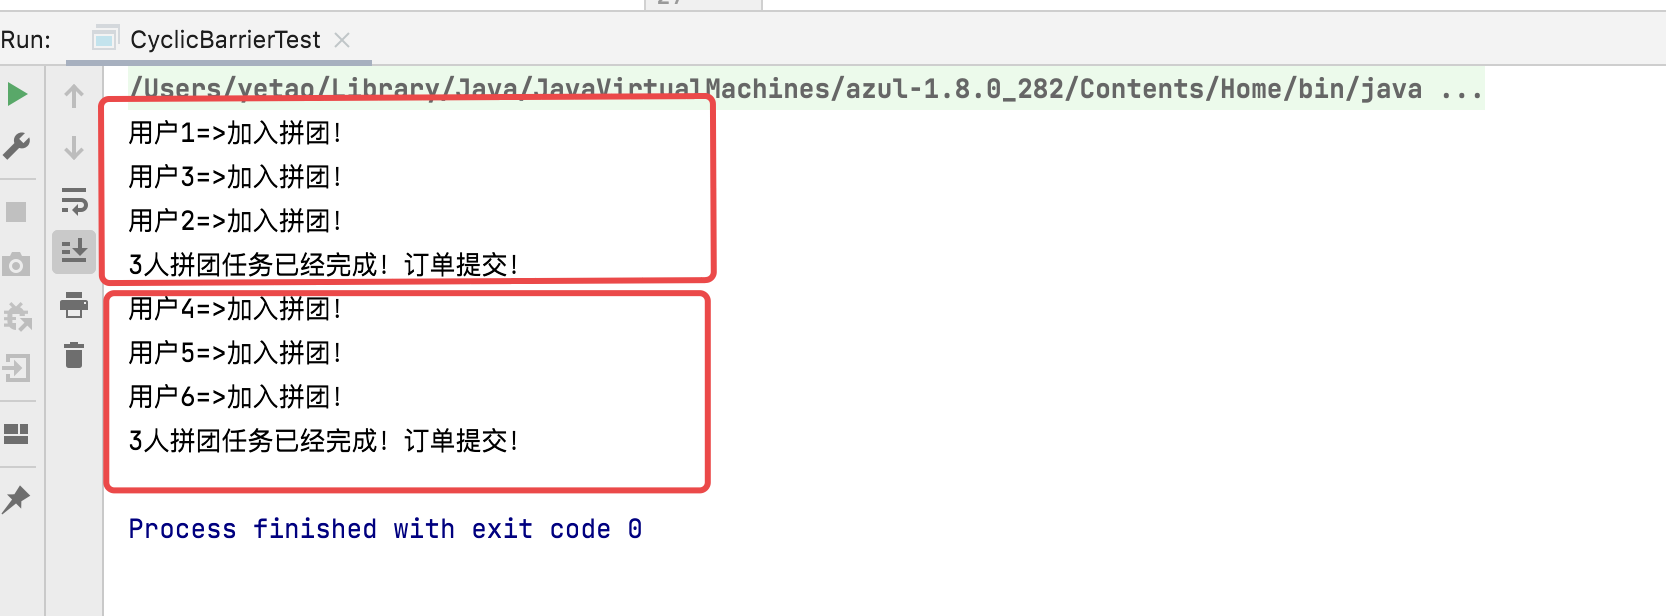 Run:
CyclicBarrierTest
/Users/yetao/Library/Java/JavaVirtualMachines/azul-1.8.0_282/Contents/Home/bin/java ...
用户1=>加入拼团！
用户3=>加入拼团！
用户2=>加入拼团！
3人拼团任务已经完成！订单提交！
用户4=>加入拼团！
用户5=>加入拼团！
用户6=>加入拼团！
3人拼团任务已经完成！订单提交！
Process finished with exit code 0